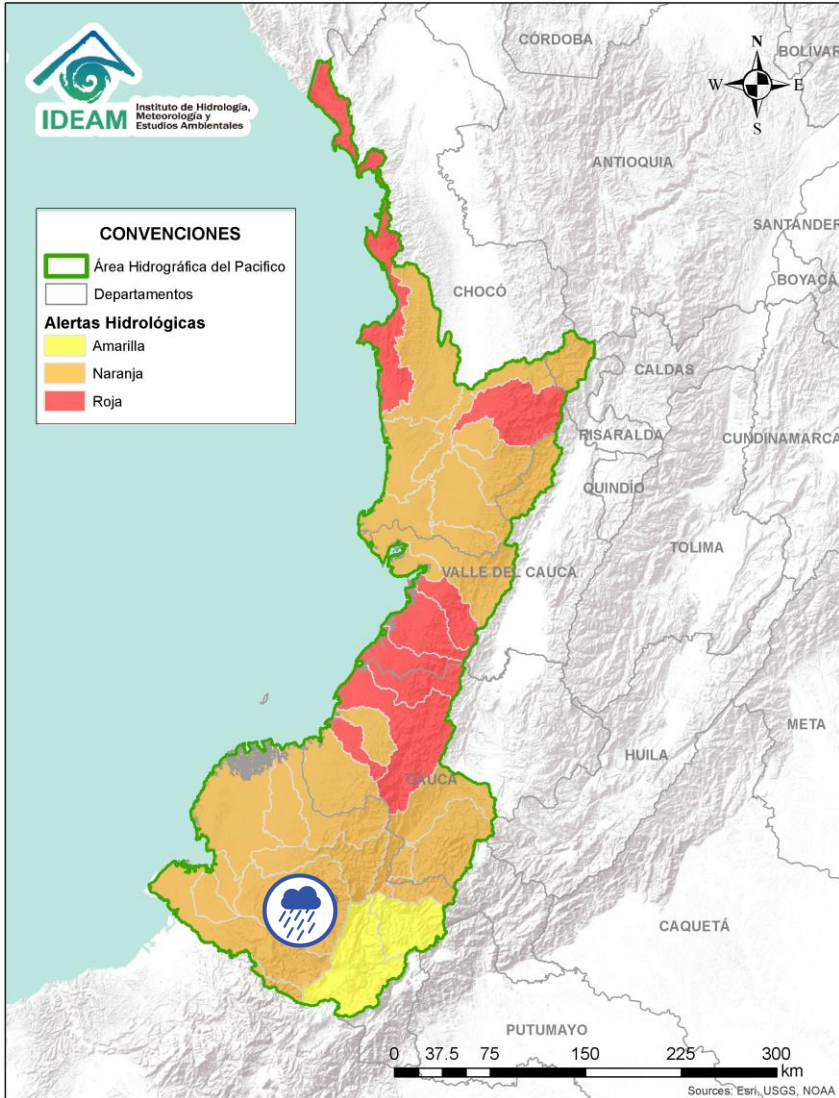 IDEAM
Instituto de Hidrología,
Meteorología y
Estudios Ambientales
N
W
E
S
CÓRDOBA
BOLÍVAR
ANTIOQUIA
SANTANDER
BOYACÁ
CONVENCIONES
Área Hidrográfica del Pacifico
Departamentos
Alertas Hidrológicas
Amarilla
Naranja
Roja
CHOCÓ
CALDAS
RISARALDA
CUNDINAMARCA
QUINDÍO
TOLIMA
VALLE DEL CAUCA
META
HUILA
CAUCA
CAQUETÁ
PUTUMAYO
0 37.5 75 150 225 300
km
Sources: Esri, USGS, NOAA